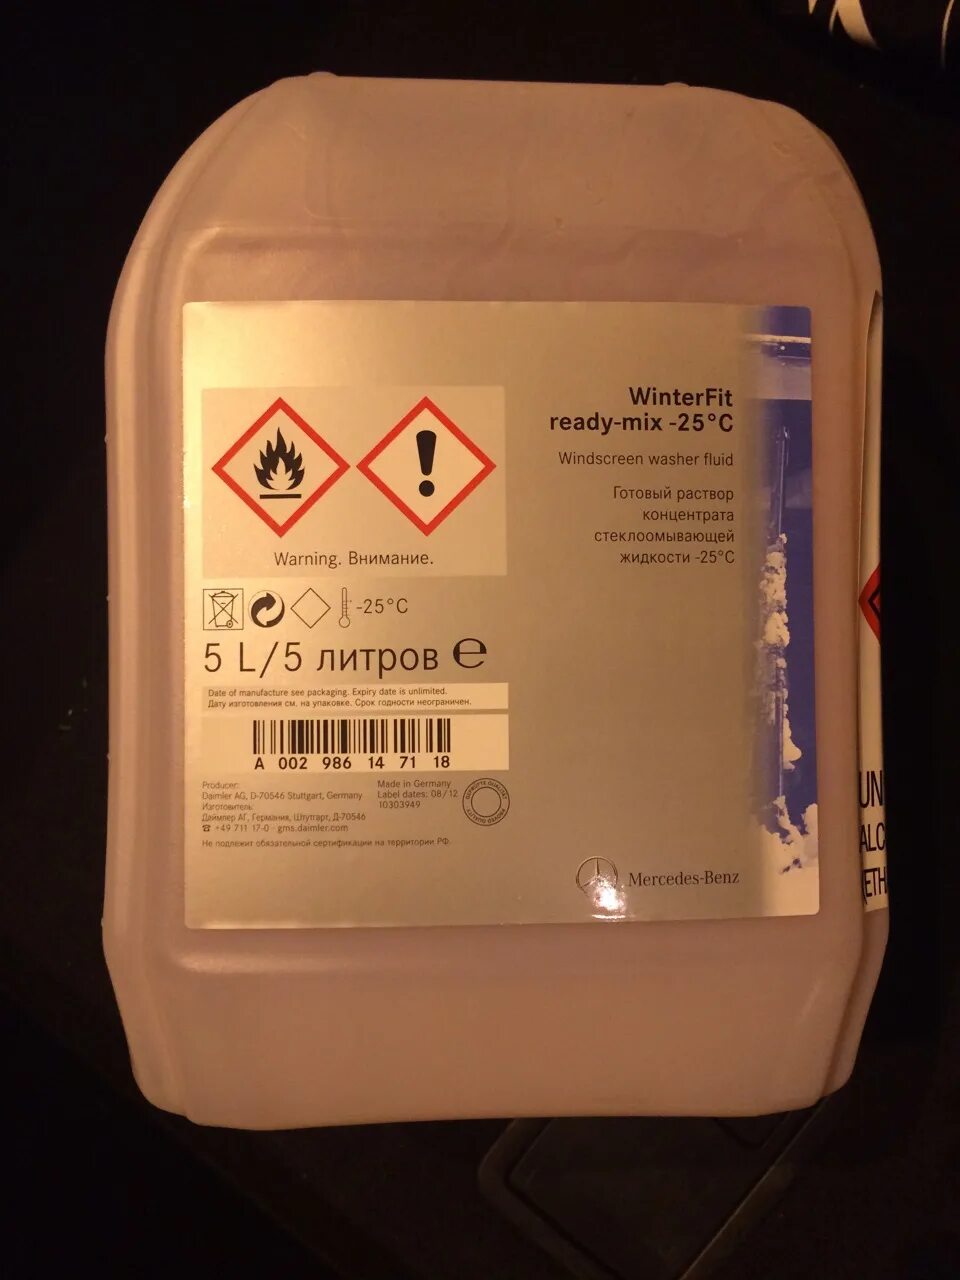 WinterFit
ready-mix -25°C
Windscreen washer fluid
Готовый раствор
концентрата
стеклоомывающей
жидкости -25°C
Warning. Внимание.
-25°C
5 L/5 литров ℮
Date of manufacture see packaging. Expiry date is unlimited.
Дату изготовления см. на упаковке. Срок годности неограничен.
A 002 986 14 71 18
Producer:
Daimler AG, D-70546 Stuttgart, Germany
Изготовитель:
Даймлер АГ, Германия, Штутгарт, Д-70546
☎ +49 711 17-0 · gms.daimler.com
Made in Germany
Label dates: 08/12
10303949
Не подлежит обязательной сертификации на территории РФ.
Mercedes-Benz
UN
ALC
(ETH